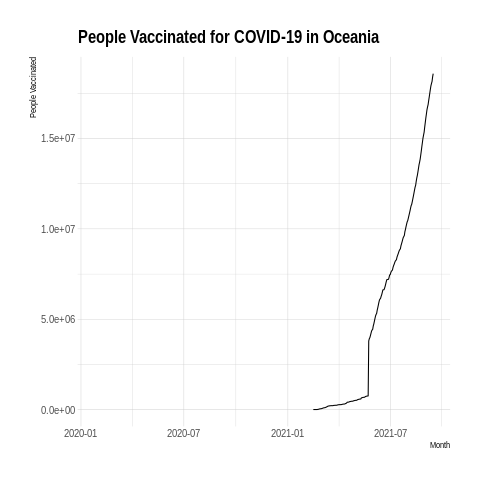 People Vaccinated for COVID-19 in Oceania
People Vaccinated
1.5e+07
1.0e+07
5.0e+06
0.0e+00
2020-01
2020-07
2021-01
2021-07
Month